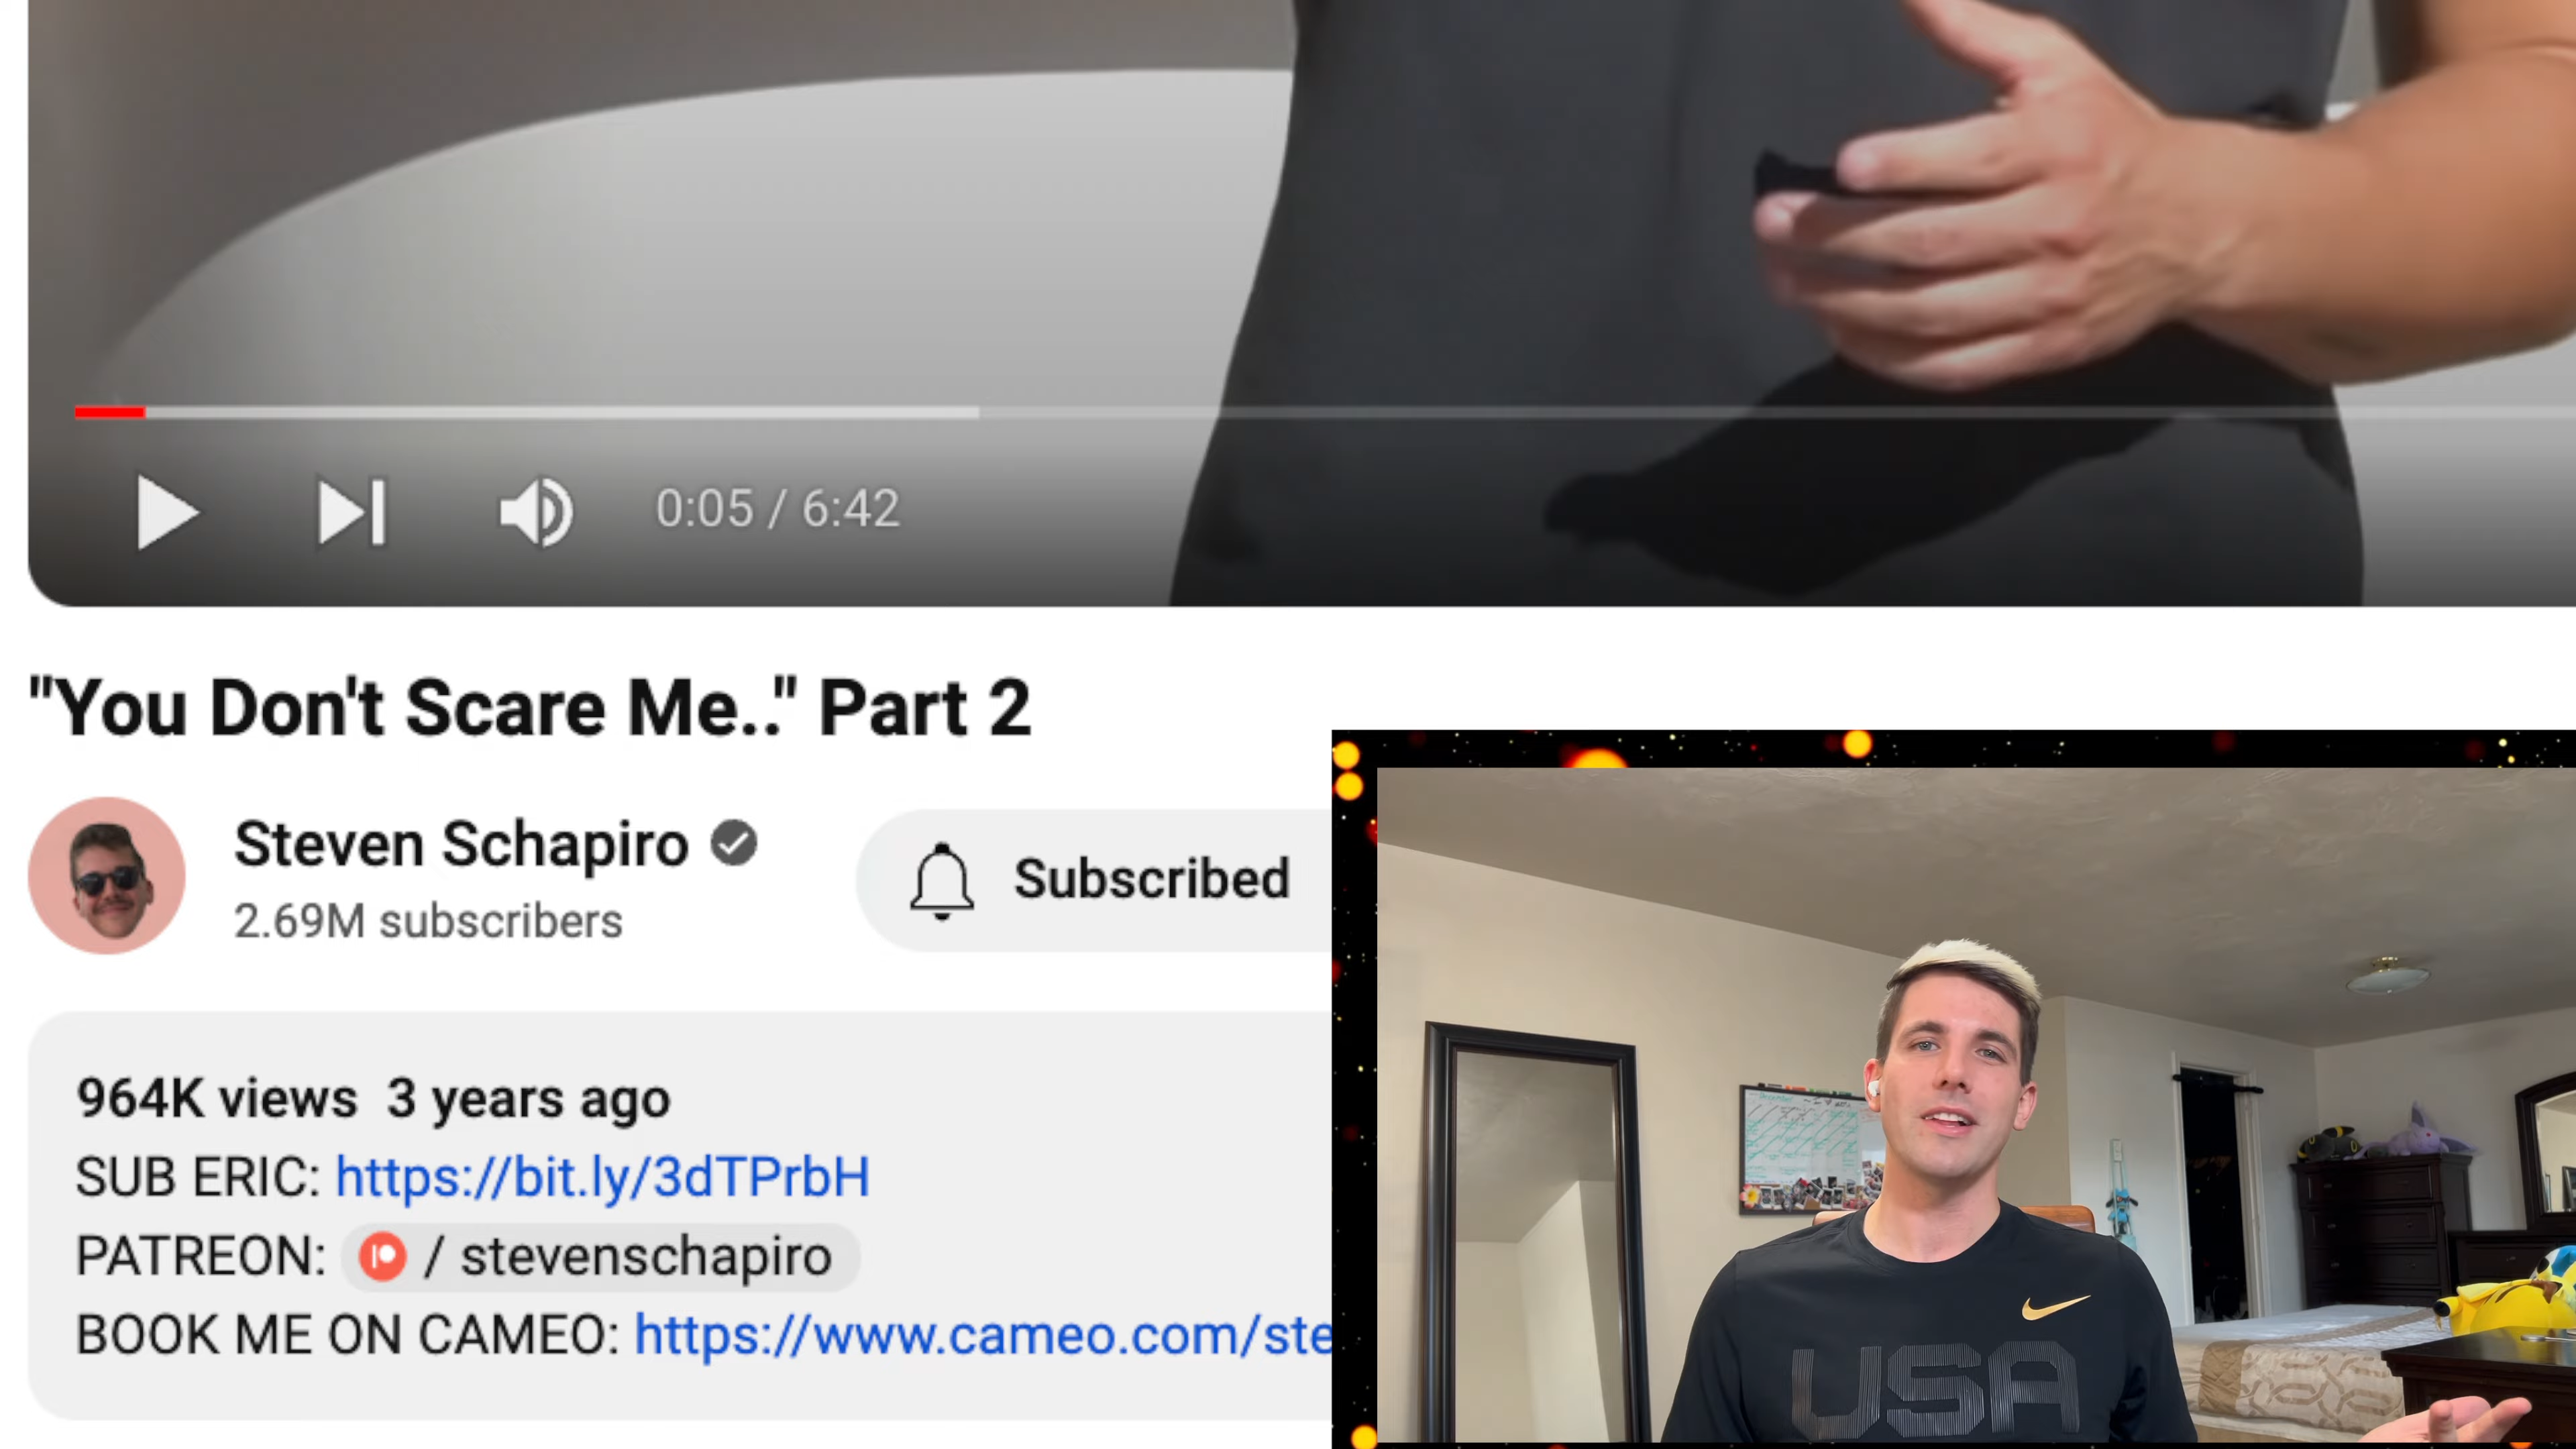 0:05 / 6:42
"You Don't Scare Me.." Part 2
Steven Schapiro
2.69M subscribers
Subscribed
964K views 3 years ago
SUB ERIC: https://bit.ly/3dTPrbH
PATREON: / stevenschapiro
BOOK ME ON CAMEO: https://www.cameo.com/ste
USA